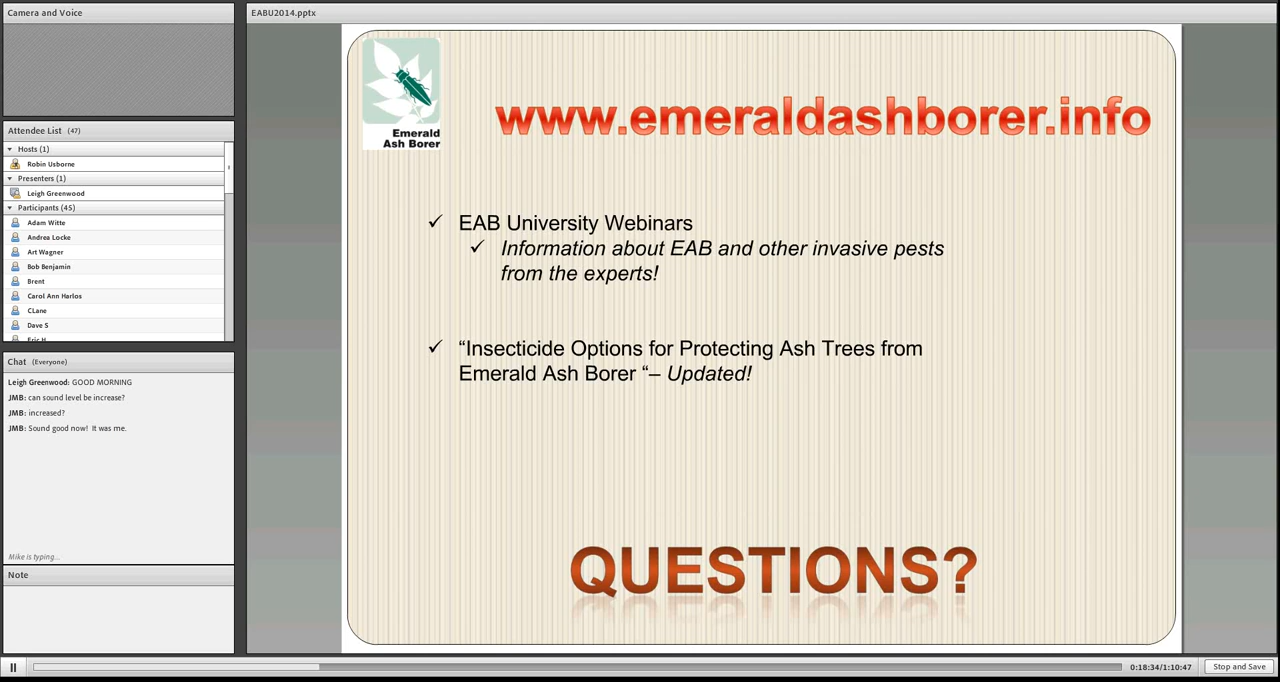 Camera and Voice
Attendee List (47)
Hosts (1)
Robin Usborne
Presenters (1)
Leigh Greenwood
Participants (45)
Adam Witte
Andrea Locke
Art Wagner
Bob Benjamin
Brent
Carol Ann Harlos
CLane
Dave S
Eric H
Chat (Everyone)
Leigh Greenwood: GOOD MORNING
JMB: can sound level be increase?
JMB: increased?
JMB: Sound good now! It was me.
Mike is typing...
Note
EABU2014.pptx
Emerald
Ash Borer
www.emeraldashborer.info
EAB University Webinars
Information about EAB and other invasive pests
from the experts!
“Insecticide Options for Protecting Ash Trees from
Emerald Ash Borer “– Updated!
QUESTIONS?
0:18:34/1:10:47
Stop and Save